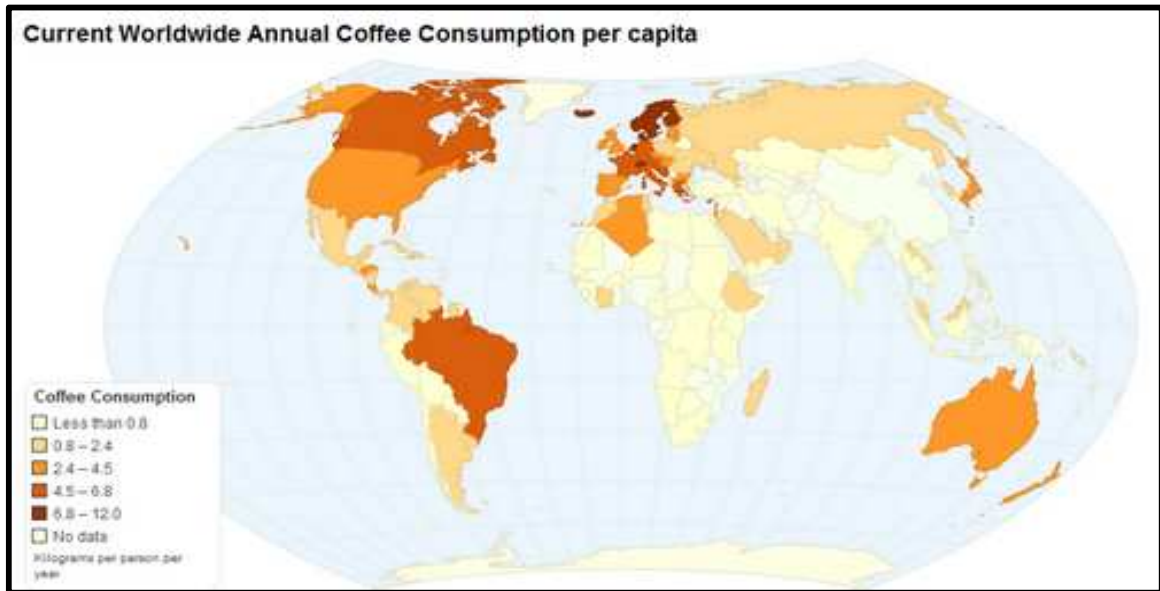 Current Worldwide Annual Coffee Consumption per capita
Coffee Consumption
Less than 0.8
0.8 – 2.4
2.4 – 4.5
4.5 – 6.8
6.8 – 12.0
No data
Kilograms per person per
year